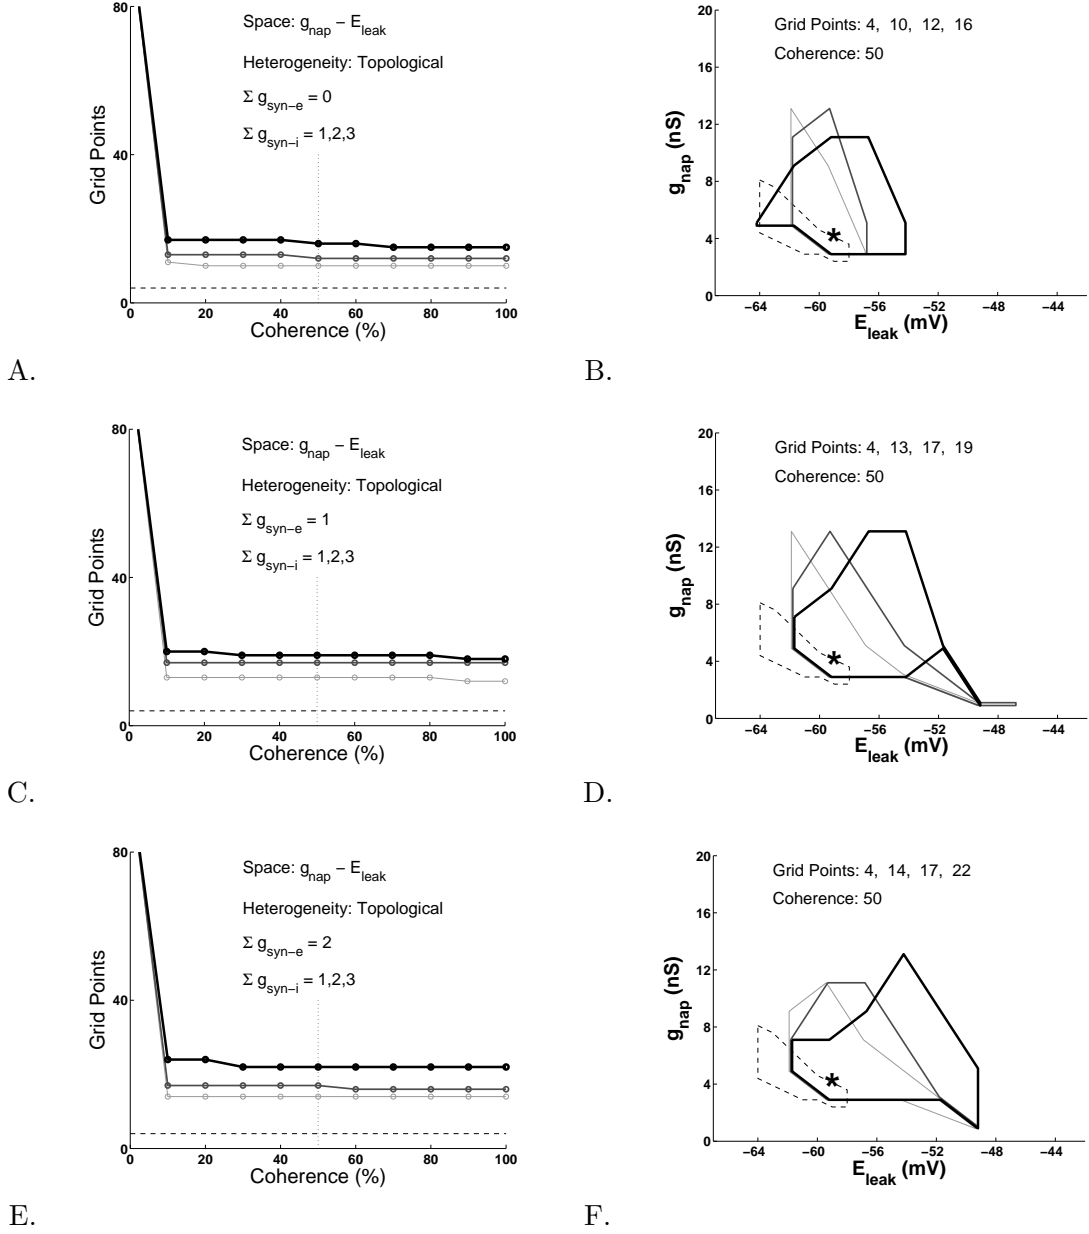 80
40
0
0
20
40
60
80
100
Grid Points
Coherence (%)
Space: g_nap − E_leak
Heterogeneity: Topological
Σ g_syn−e = 0
Σ g_syn−i = 1,2,3
A.
20
16
12
8
4
0
−64
−60
−56
−52
−48
−44
g_nap (nS)
E_leak (mV)
Grid Points: 4, 10, 12, 16
Coherence: 50
*
B.
80
40
0
0
20
40
60
80
100
Grid Points
Coherence (%)
Space: g_nap − E_leak
Heterogeneity: Topological
Σ g_syn−e = 1
Σ g_syn−i = 1,2,3
C.
20
16
12
8
4
0
−64
−60
−56
−52
−48
−44
g_nap (nS)
E_leak (mV)
Grid Points: 4, 13, 17, 19
Coherence: 50
*
D.
80
40
0
0
20
40
60
80
100
Grid Points
Coherence (%)
Space: g_nap − E_leak
Heterogeneity: Topological
Σ g_syn−e = 2
Σ g_syn−i = 1,2,3
E.
20
16
12
8
4
0
−64
−60
−56
−52
−48
−44
g_nap (nS)
E_leak (mV)
Grid Points: 4, 14, 17, 22
Coherence: 50
*
F.